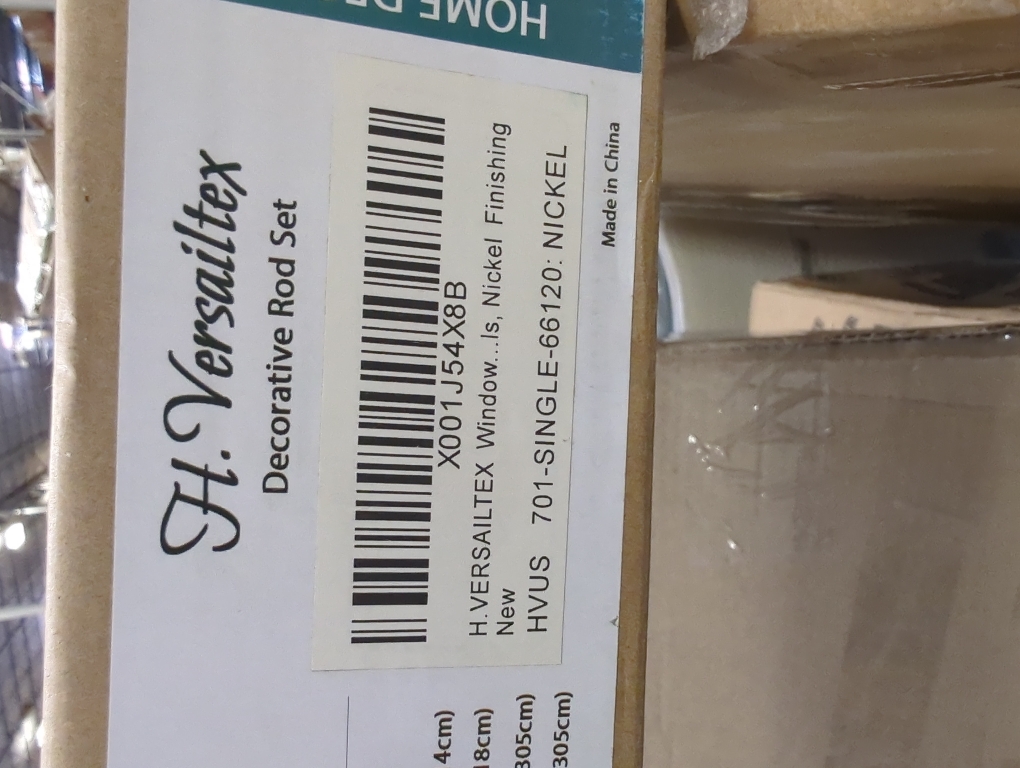 HOME
H.Versailtex
Decorative Rod Set
X001J54X8B
H.VERSAILTEX Window...ls, Nickel Finishing
New
HVUS 701-SINGLE-66120: NICKEL
Made in China
4cm)
18cm)
305cm)
305cm)